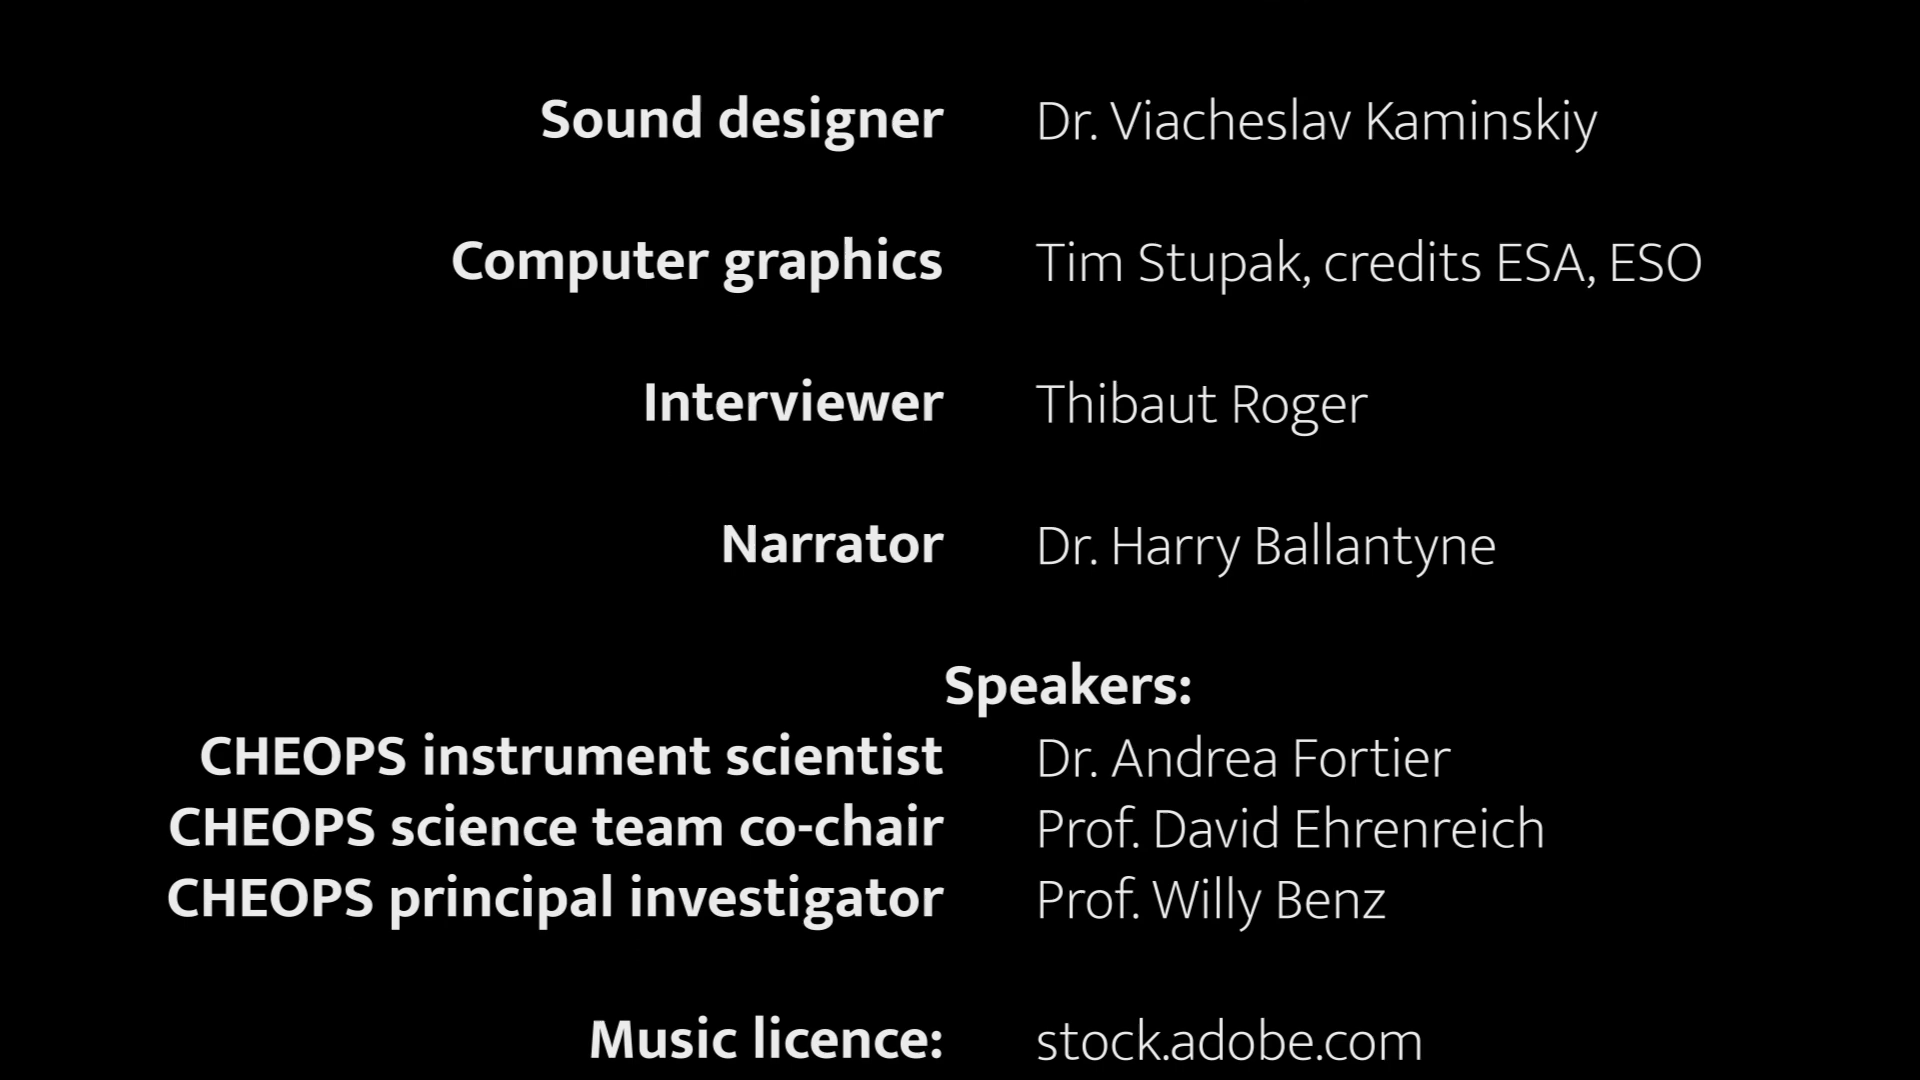 Sound designer Dr. Viacheslav Kaminskiy
Computer graphics Tim Stupak, credits ESA, ESO
Interviewer Thibaut Roger
Narrator Dr. Harry Ballantyne
Speakers:
CHEOPS instrument scientist Dr. Andrea Fortier
CHEOPS science team co-chair Prof. David Ehrenreich
CHEOPS principal investigator Prof. Willy Benz
Music licence: stock.adobe.com